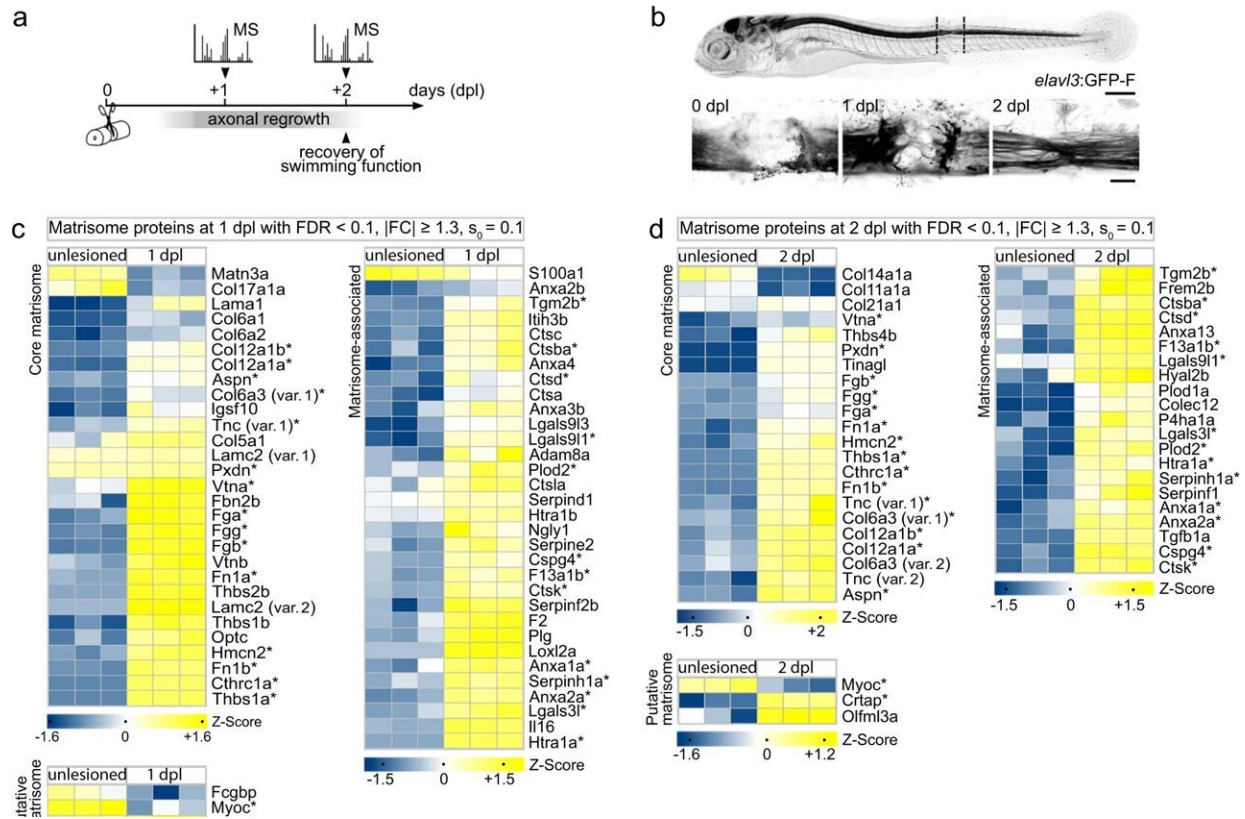 a
MS
MS
0
+1
+2
days (dpl)
axonal regrowth
recovery of
swimming function
b
elavl3:GFP-F
0 dpl
1 dpl
2 dpl
c
Matrisome proteins at 1 dpl with FDR < 0.1, |FC| ≥ 1.3, s0 = 0.1
Core matrisome
unlesioned
1 dpl
Matn3a
Col17a1a
Lama1
Col6a1
Col6a2
Col12a1b*
Col12a1a*
Aspn*
Col6a3 (var. 1)*
Igsf10
Tnc (var. 1)*
Col5a1
Lamc2 (var. 1)
Pxdn*
Vtna*
Fbn2b
Fga*
Fgg*
Fgb*
Vtnb
Fn1a*
Thbs2b
Lamc2 (var. 2)
Thbs1b
Optc
Hmcn2*
Fn1b*
Cthrc1a*
Thbs1a*
Z-Score
-1.6
0
+1.6
unlesioned
1 dpl
Fcgbp
Myoc*
Matrisome-associated
unlesioned
1 dpl
S100a1
Anxa2b
Tgm2b*
Itih3b
Ctsc
Ctsba*
Anxa4
Ctsd*
Ctsa
Anxa3b
Lgals9l3
Lgals9l1*
Adam8a
Plod2*
Ctsla
Serpind1
Htra1b
Ngly1
Serpine2
Cspg4*
F13a1b*
Ctsk*
Serpinf2b
F2
Plg
Loxl2a
Anxa1a*
Serpinh1a*
Anxa2a*
Lgals3l*
Il16
Htra1a*
Z-Score
-1.5
0
+1.5
d
Matrisome proteins at 2 dpl with FDR < 0.1, |FC| ≥ 1.3, s0 = 0.1
Core matrisome
unlesioned
2 dpl
Col14a1a
Col11a1a
Col21a1
Vtna*
Thbs4b
Pxdn*
Tinagl
Fgb*
Fgg*
Fga*
Fn1a*
Hmcn2*
Thbs1a*
Cthrc1a*
Fn1b*
Tnc (var. 1)*
Col6a3 (var. 1)*
Col12a1b*
Col12a1a*
Col6a3 (var. 2)
Tnc (var. 2)
Aspn*
Z-Score
-1.5
0
+2
Putative
matrisome
unlesioned
2 dpl
Myoc*
Crtap*
Olfml3a
Z-Score
-1.6
0
+1.2
Matrisome-associated
unlesioned
2 dpl
Tgm2b*
Frem2b
Ctsba*
Ctsd*
Anxa13
F13a1b*
Lgals9l1*
Hyal2b
Plod1a
Colec12
P4ha1a
Lgals3l*
Plod2*
Htra1a*
Serpinh1a*
Serpinf1
Anxa1a*
Anxa2a*
Tgfb1a
Cspg4*
Ctsk*
Z-Score
-1.5
0
+1.5